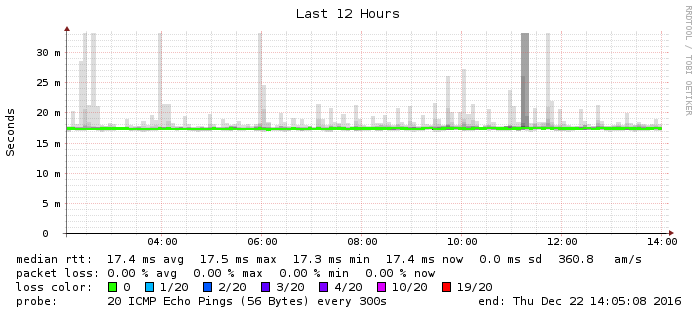 Last 12 Hours
RRDTOOL / TOBI OETIKER
Seconds
30 m
25 m
20 m
15 m
10 m
5 m
0
04:00 06:00 08:00 10:00 12:00 14:00
median rtt: 17.4 ms avg 17.5 ms max 17.3 ms min 17.4 ms now 0.0 ms sd 360.8 am/s
packet loss: 0.00 % avg 0.00 % max 0.00 % min 0.00 % now
loss color: 0 1/20 2/20 3/20 4/20 10/20 19/20
probe: 20 ICMP Echo Pings (56 Bytes) every 300s end: Thu Dec 22 14:05:08 2016